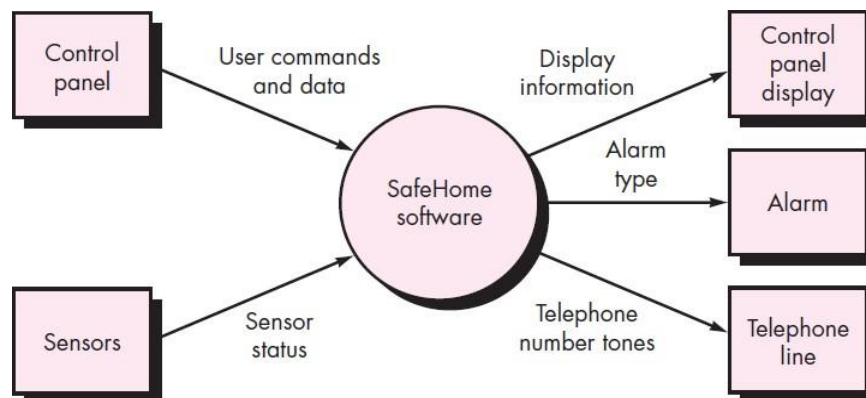 Control
panel
User commands
and data
Display
information
Control
panel
display
Alarm
type
SafeHome
software
Alarm
Sensors
Sensor
status
Telephone
number tones
Telephone
line